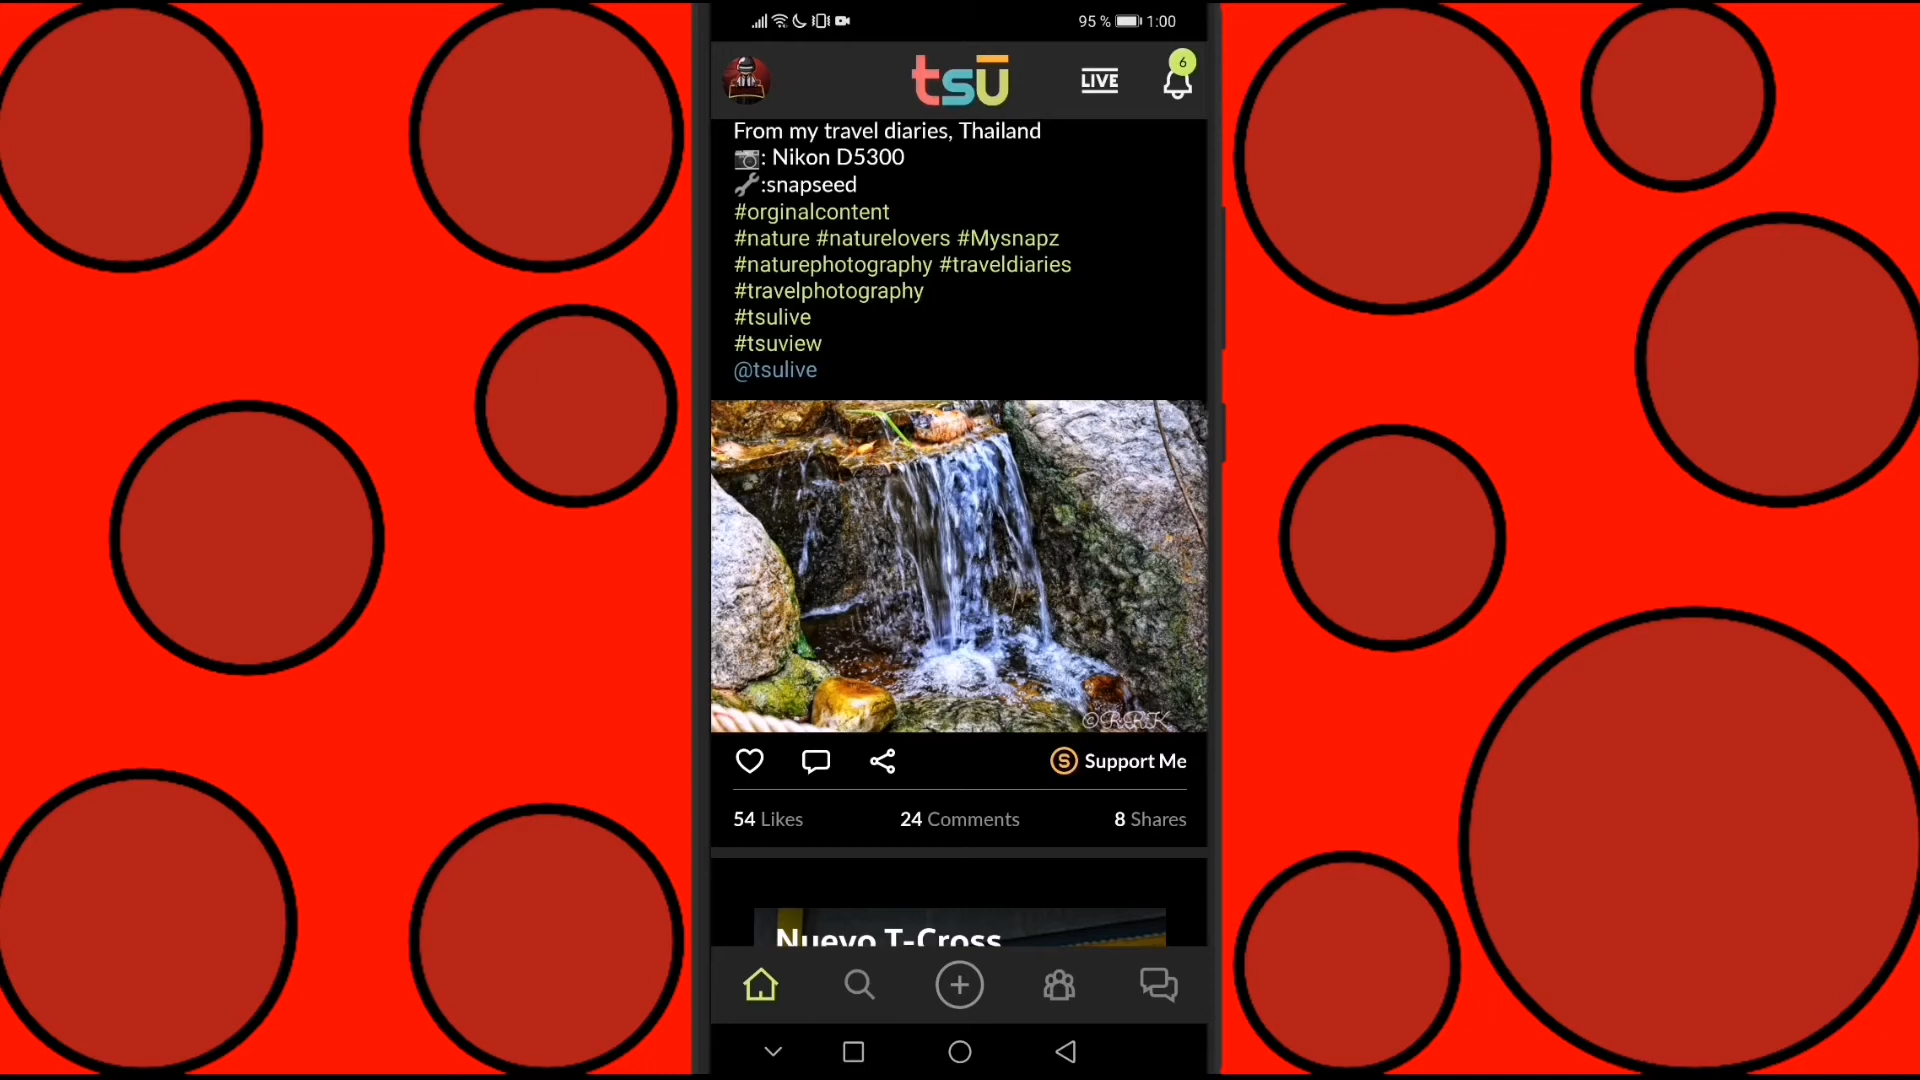 95 % 1:00
tsū LIVE 6
From my travel diaries, Thailand
: Nikon D5300
:snapseed
#orginalcontent
#nature #naturelovers #Mysnapz
#naturephotography #traveldiaries
#travelphotography
#tsulive
#tsuview
@tsulive
©RRK
S Support Me
54 Likes 24 Comments 8 Shares
Nuevo T-Cross